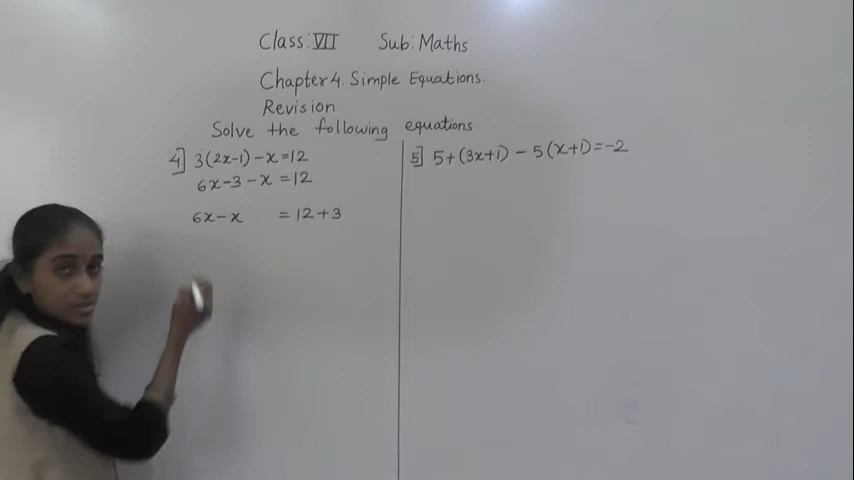 Class: VII Sub: Maths
Chapter 4. Simple Equations.
Revision
Solve the following equations
4] 3(2x-1) - x = 12
6x - 3 - x = 12
6x - x = 12 + 3
5] 5 + (3x+1) - 5(x+1) = -2